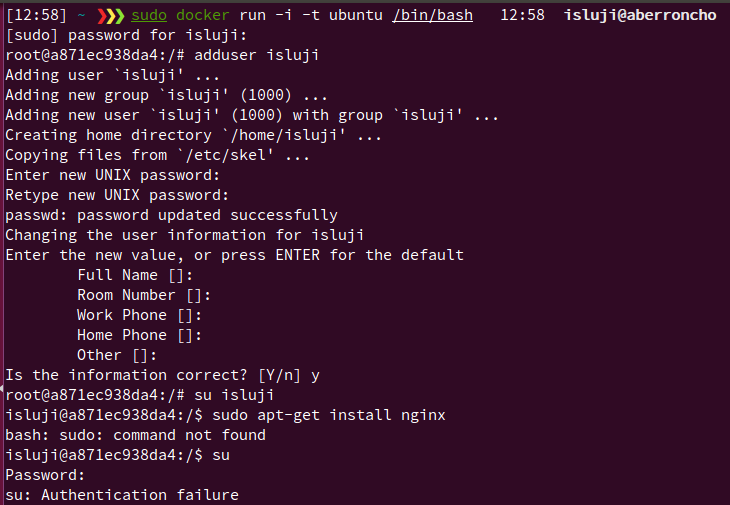 [12:58] ~ ❯❯❯ sudo docker run -i -t ubuntu /bin/bash   12:58  isluji@aberroncho
[sudo] password for isluji:
root@a871ec938da4:/# adduser isluji
Adding user `isluji' ...
Adding new group `isluji' (1000) ...
Adding new user `isluji' (1000) with group `isluji' ...
Creating home directory `/home/isluji' ...
Copying files from `/etc/skel' ...
Enter new UNIX password:
Retype new UNIX password:
passwd: password updated successfully
Changing the user information for isluji
Enter the new value, or press ENTER for the default
        Full Name []:
        Room Number []:
        Work Phone []:
        Home Phone []:
        Other []:
Is the information correct? [Y/n] y
root@a871ec938da4:/# su isluji
isluji@a871ec938da4:/$ sudo apt-get install nginx
bash: sudo: command not found
isluji@a871ec938da4:/$ su
Password:
su: Authentication failure